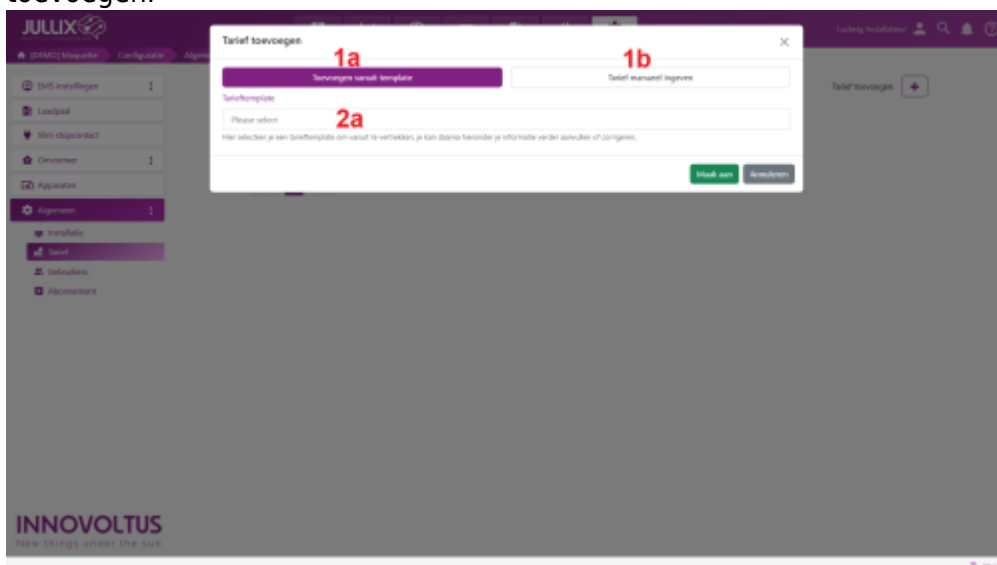 toevoegen.
JULLIX
Tarief toevoegen
Ludwig Installateur
[DEMO] Maquette
Configuratie
1a
1b
Toevoegen vanuit template
Tarief manueel ingeven
EMS instellingen
Tarief toevoegen
Tarieftemplate
Laadpaal
Please select
2a
Slim stopcontact
Hier selecteer je een tarieftemplate om vanuit te vertrekken, je kan daarna hieronder je informatie verder aanvullen of corrigeren.
Omvormer
Maak aan
Annuleren
Apparaten
Algemeen
Installatie
Tarief
Gebruikers
Abonnement
INNOVOLTUS
New things under the sun